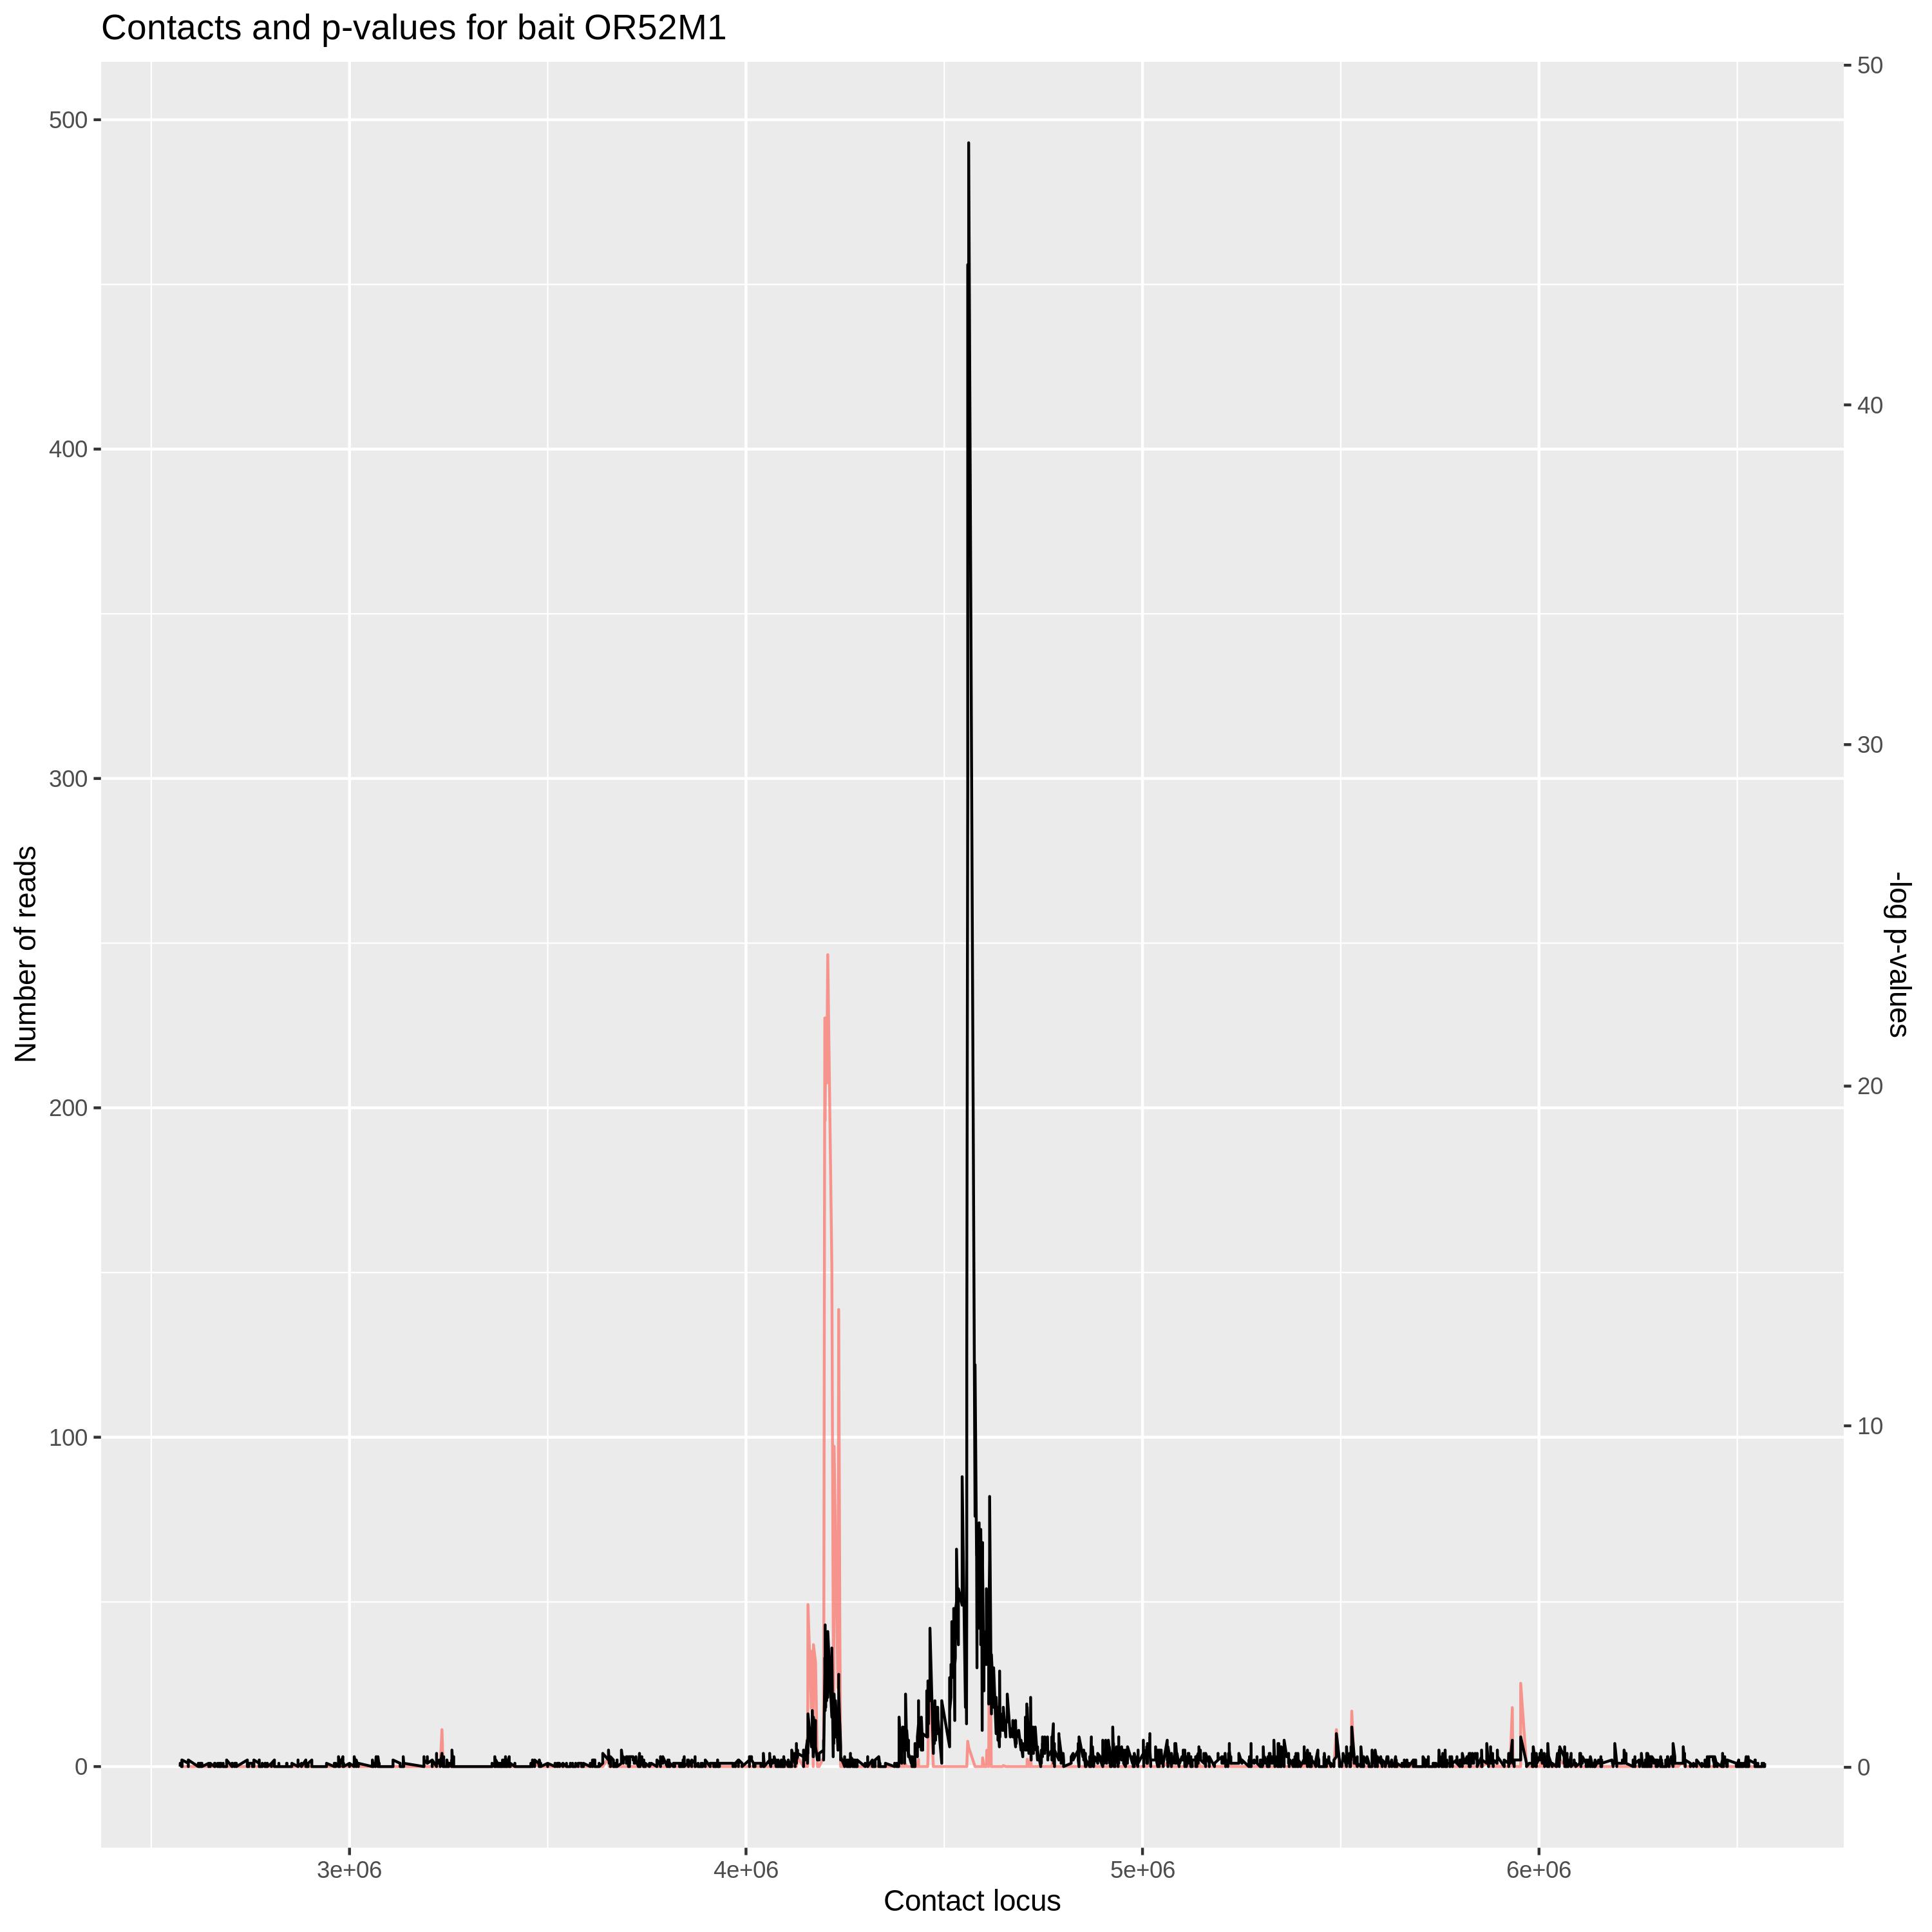 Contacts and p-values for bait OR52M1
500
400
300
200
100
0
Number of reads
50
40
30
20
10
0
-log p-values
3e+06
4e+06
5e+06
6e+06
Contact locus